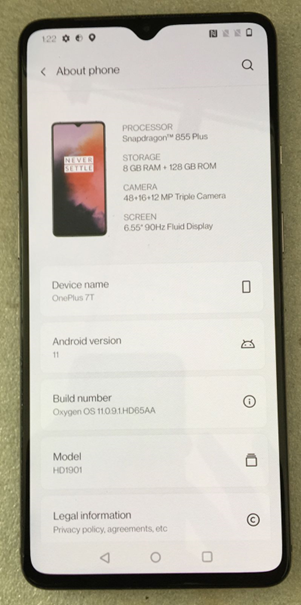 1:22
About phone
PROCESSOR
Snapdragon™ 855 Plus
STORAGE
8 GB RAM + 128 GB ROM
CAMERA
48+16+12 MP Triple Camera
SCREEN
6.55" 90Hz Fluid Display
NEVER
SETTLE
Device name
OnePlus 7T
Android version
11
Build number
Oxygen OS 11.0.9.1.HD65AA
Model
HD1901
Legal information
Privacy policy, agreements, etc